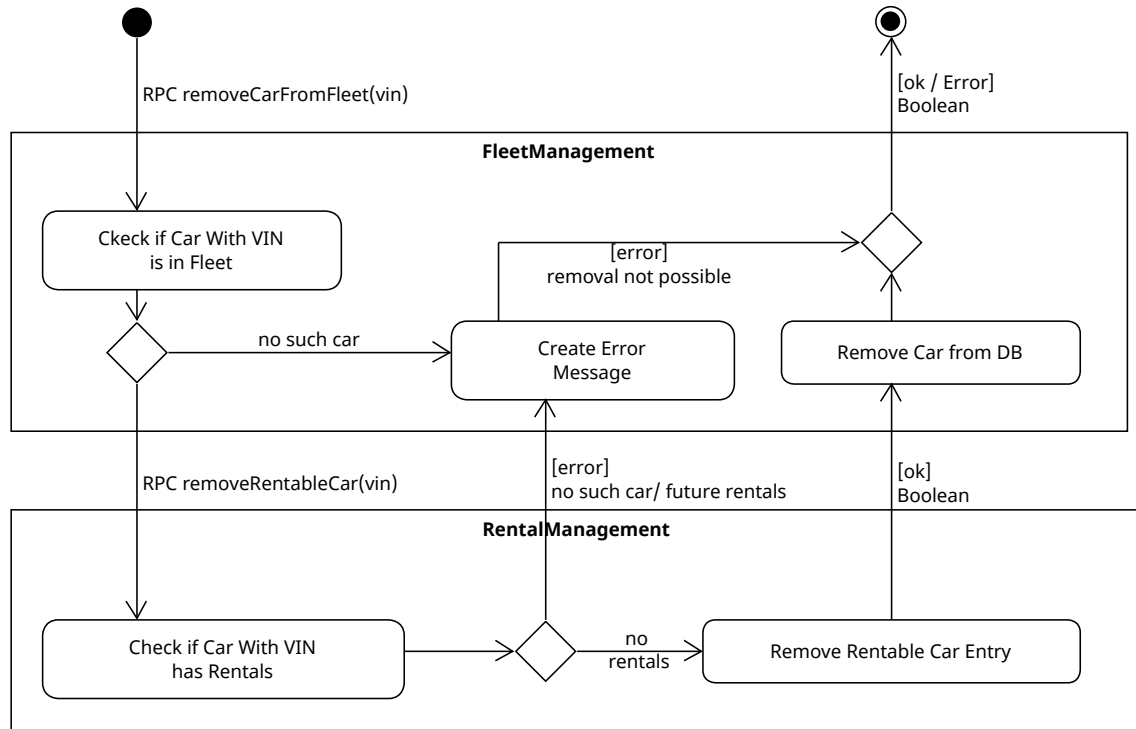 RPC removeCarFromFleet(vin)
[ok / Error]
Boolean
FleetManagement
Ckeck if Car With VIN
is in Fleet
[error]
removal not possible
no such car
Create Error
Message
Remove Car from DB
RPC removeRentableCar(vin)
[error]
no such car/ future rentals
[ok]
Boolean
RentalManagement
Check if Car With VIN
has Rentals
no
rentals
Remove Rentable Car Entry